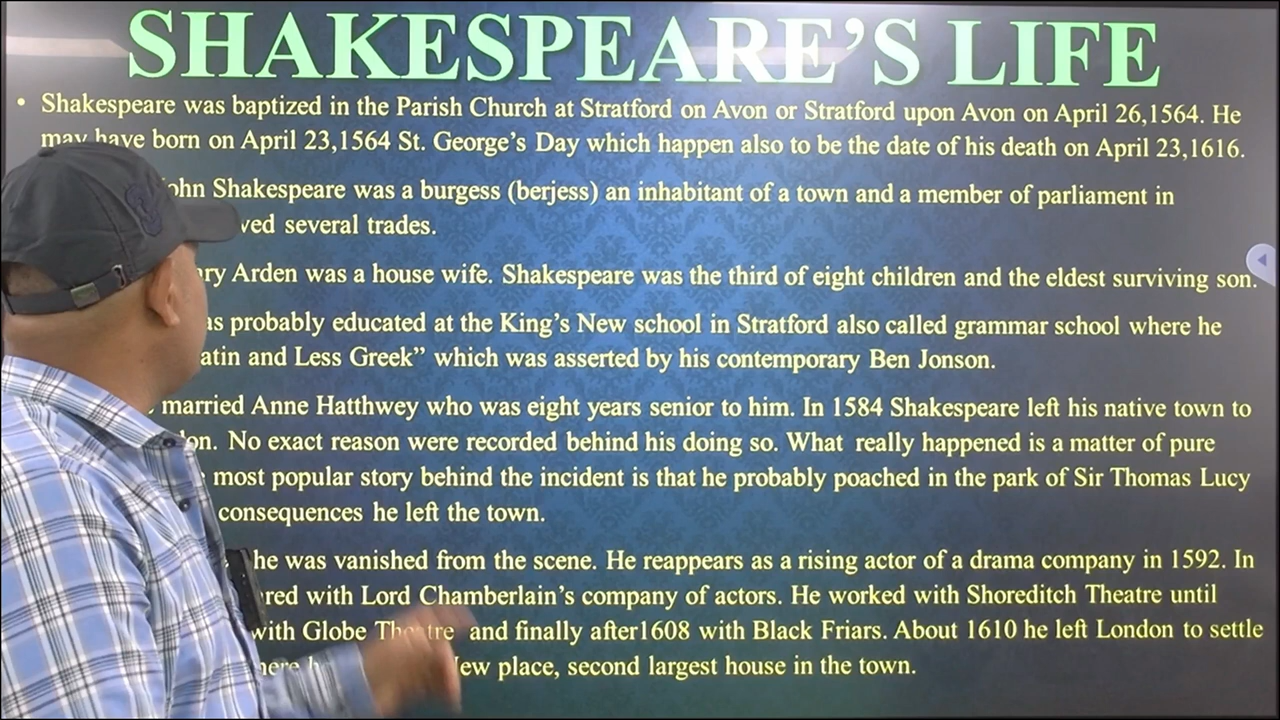 SHAKESPEARE'S LIFE
• Shakespeare was baptized in the Parish Church at Stratford on Avon or Stratford upon Avon on April 26,1564. He
may have born on April 23,1564 St. George's Day which happen also to be the date of his death on April 23,1616.
Shakespeare was a burgess (berjess) an inhabitant of a town and a member of parliament in
several trades.
Arden was a house wife. Shakespeare was the third of eight children and the eldest surviving son.
probably educated at the King's New school in Stratford also called grammar school where he
and Less Greek” which was asserted by his contemporary Ben Jonson.
married Anne Hatthwey who was eight years senior to him. In 1584 Shakespeare left his native town to
No exact reason were recorded behind his doing so. What really happened is a matter of pure
most popular story behind the incident is that he probably poached in the park of Sir Thomas Lucy
consequences he left the town.
he was vanished from the scene. He reappears as a rising actor of a drama company in 1592. In
with Lord Chamberlain's company of actors. He worked with Shoreditch Theatre until
with Globe Theatre and finally after1608 with Black Friars. About 1610 he left London to settle
place, second largest house in the town.